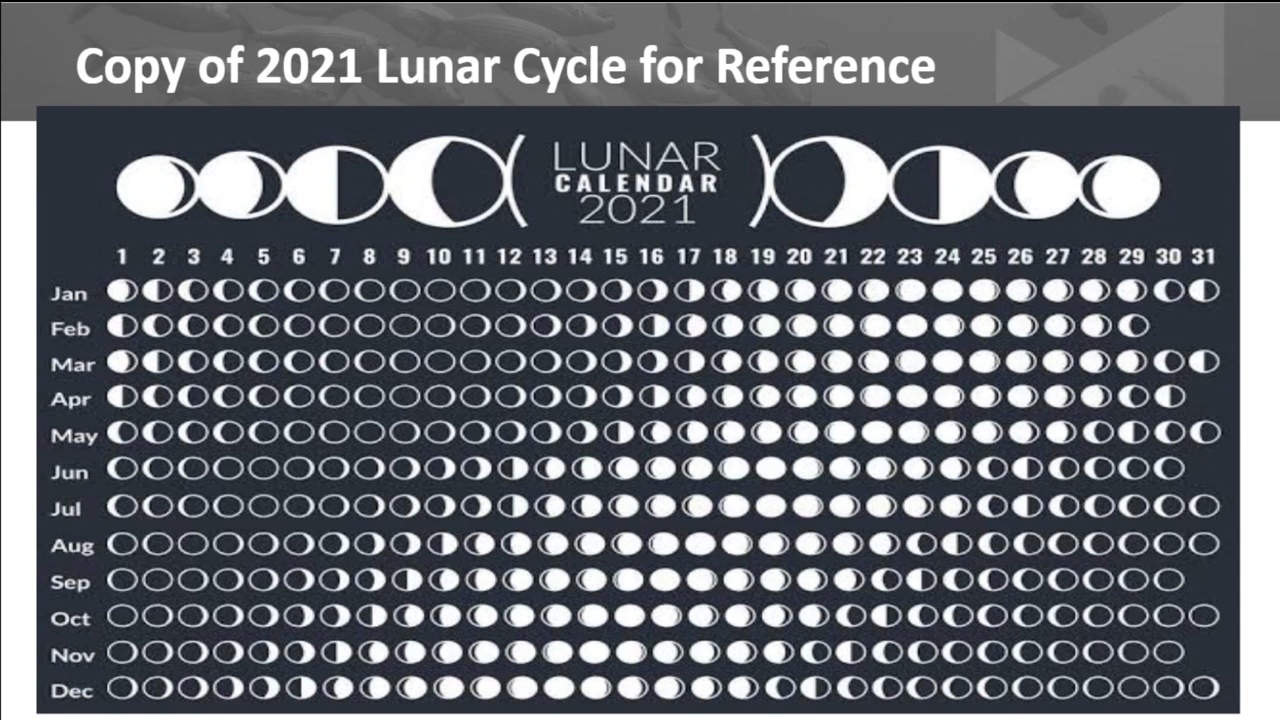 Copy of 2021 Lunar Cycle for Reference
LUNAR
CALENDAR
2021
1 2 3 4 5 6 7 8 9 10 11 12 13 14 15 16 17 18 19 20 21 22 23 24 25 26 27 28 29 30 31
Jan
Feb
Mar
Apr
May
Jun
Jul
Aug
Sep
Oct
Nov
Dec